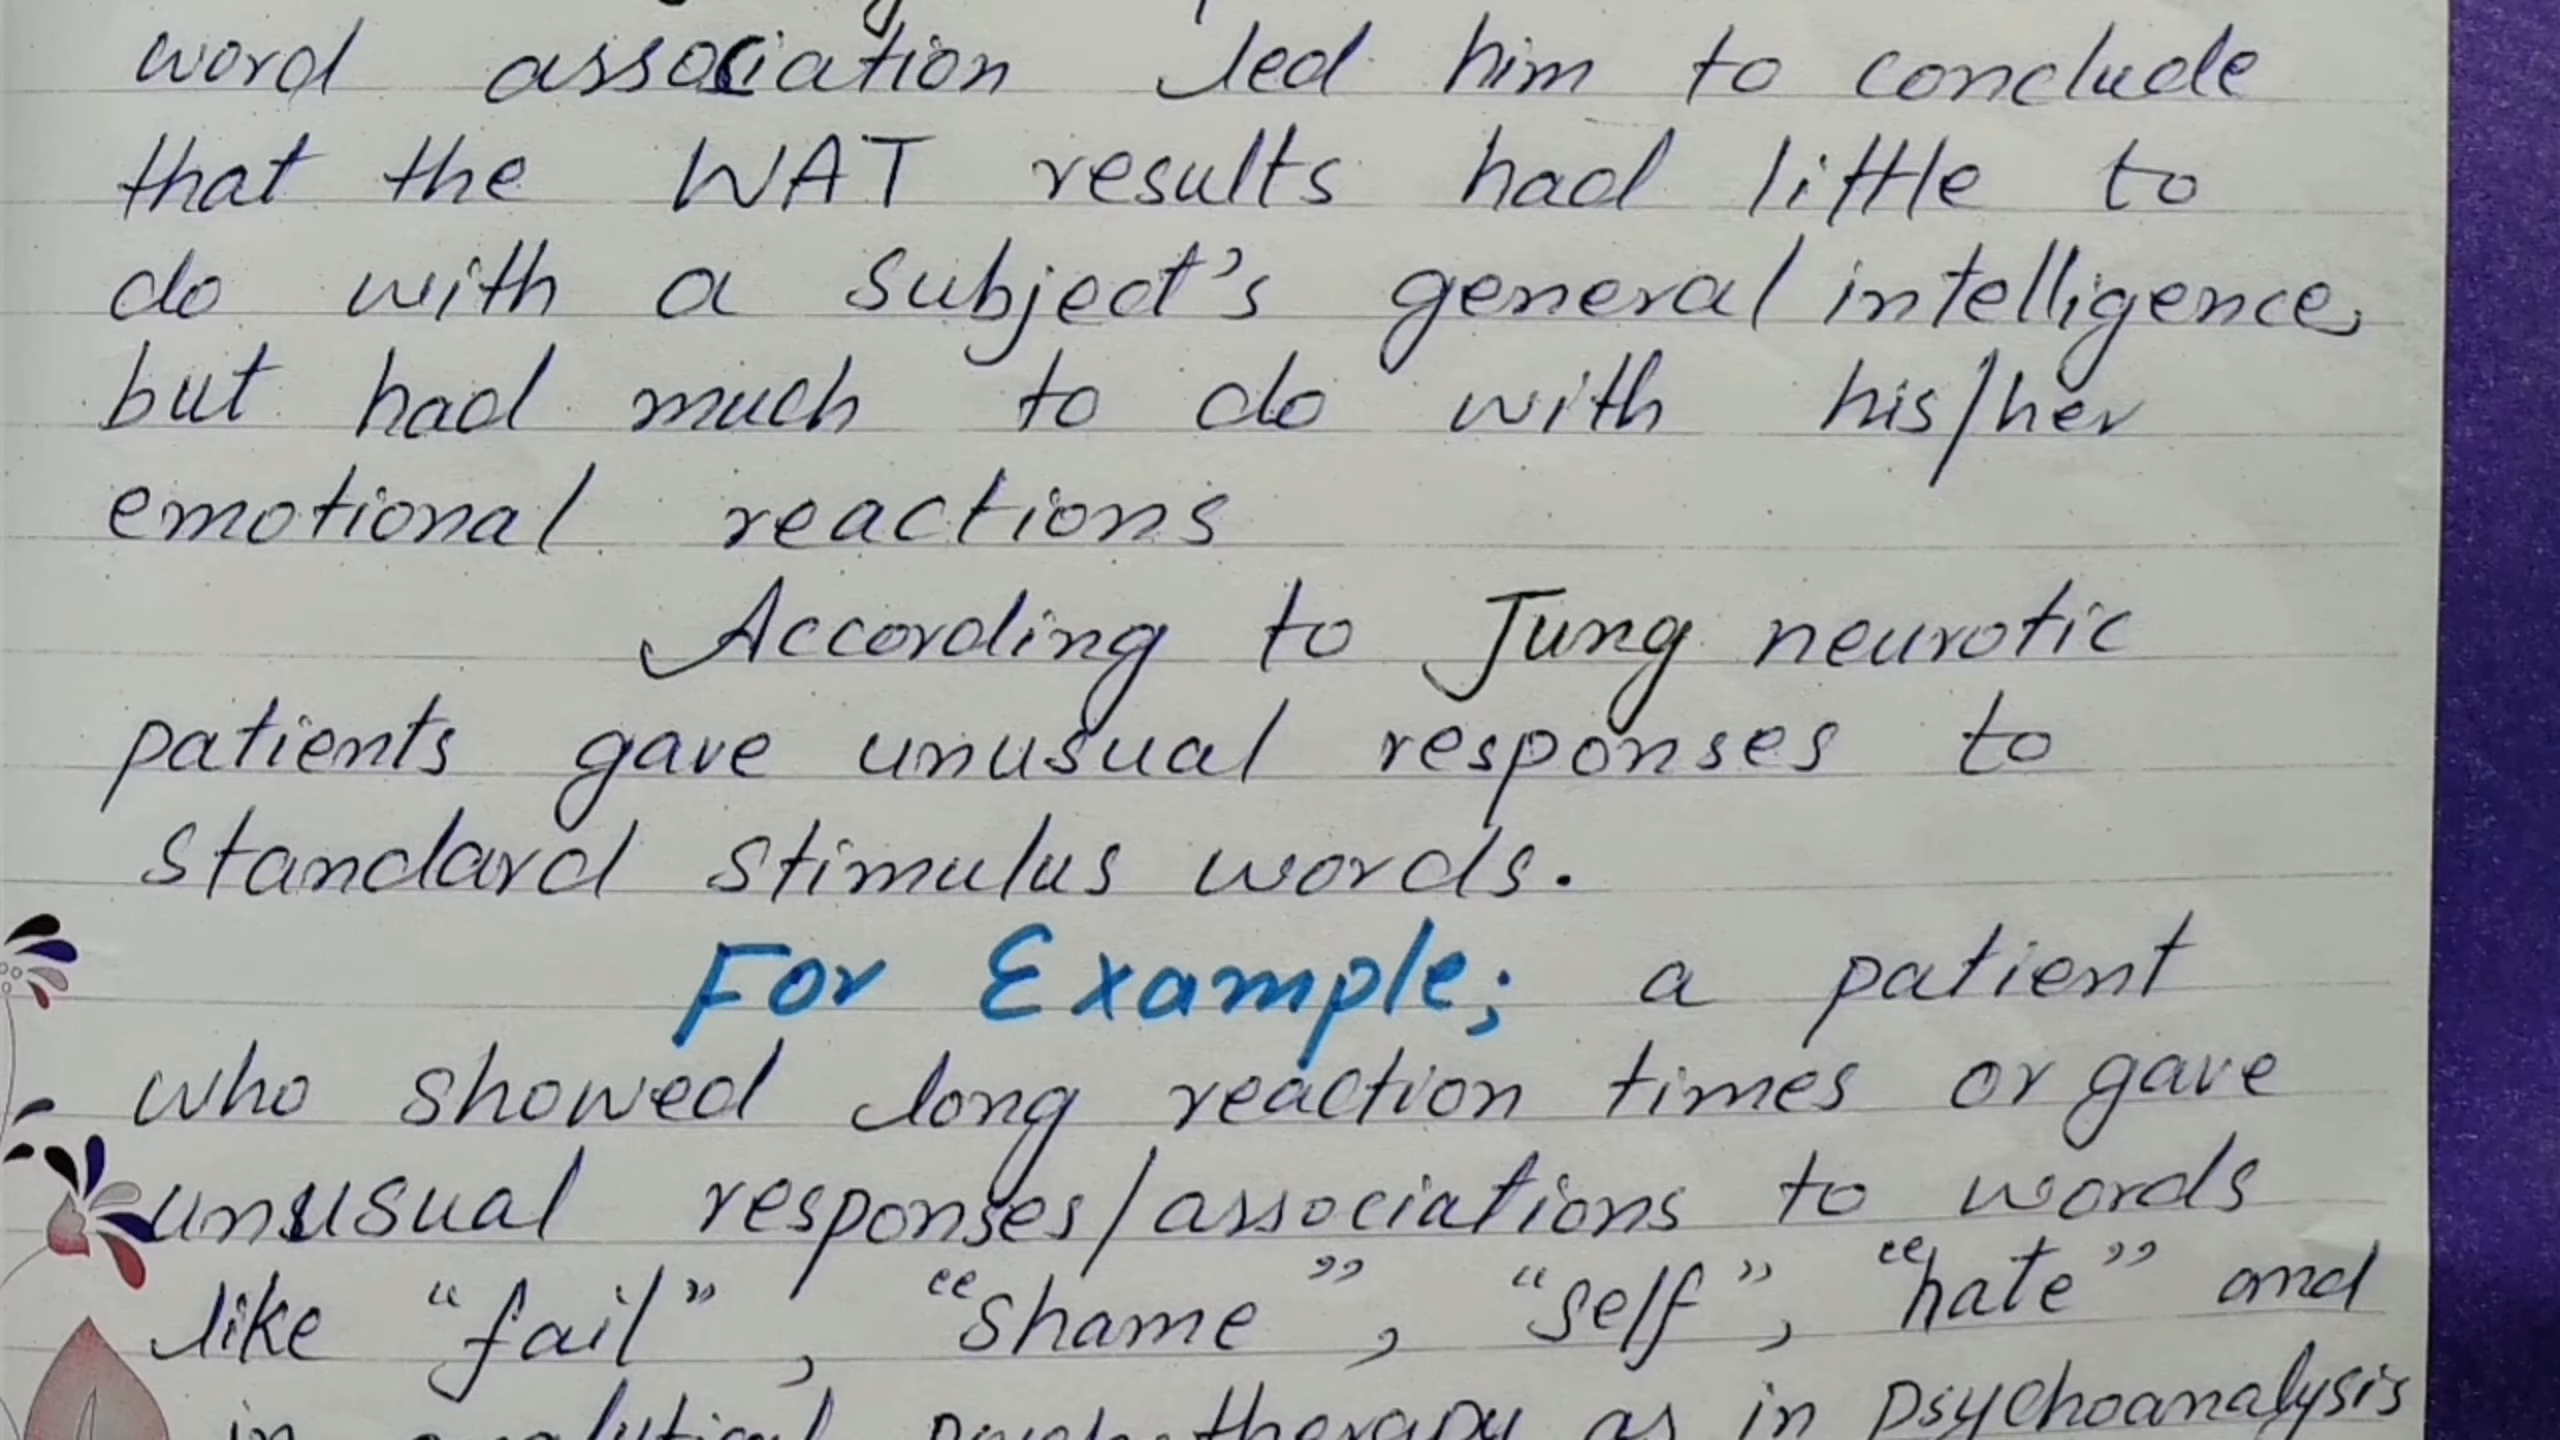 word association led him to conclude
that the WAT results had little to
do with a subject's general intelligence,
but had much to do with his/her
emotional reactions
According to Jung neurotic
patients gave unusual responses to
standard stimulus words.
For Example; a patient
who showed long reaction times or gave
unusual responses/associations to words
like "fail", "shame", "self", "hate" and
in analytical psychotherapy as in psychoanalysis